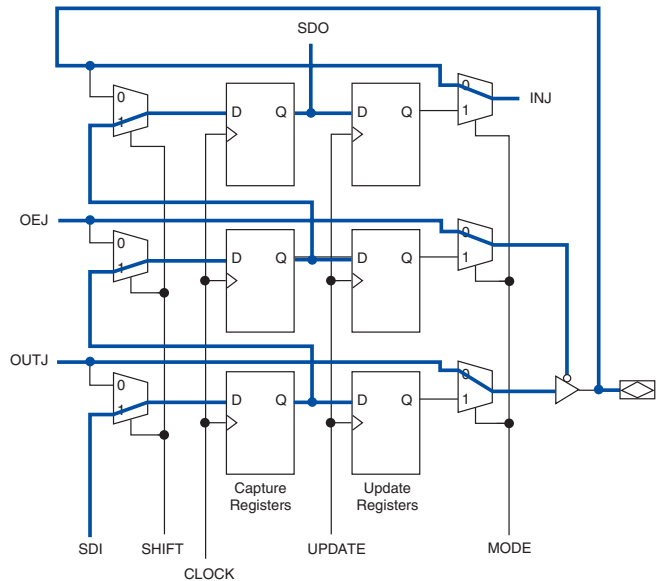 SDO
0
1
D Q
D Q
0
1
INJ
OEJ
0
1
D Q
D Q
0
1
OUTJ
0
1
D Q
D Q
0
1
Capture
Registers
Update
Registers
SDI
SHIFT
CLOCK
UPDATE
MODE